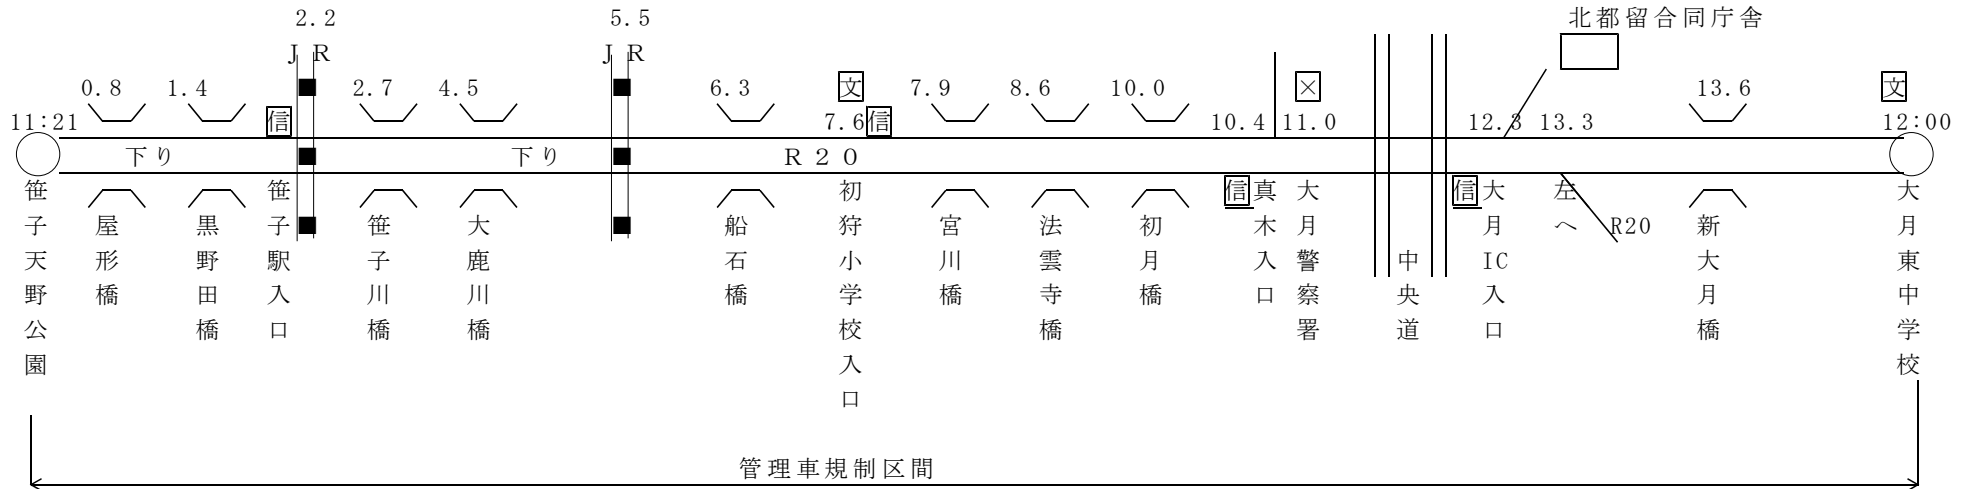 北都留合同庁舎
2.2
5.5
ＪＲ
ＪＲ
0.8
1.4
2.7
4.5
6.3
文
7.9
8.6
10.0
×
13.6
文
11:21
信
7.6
信
10.4
11.0
12.3
13.3
12:00
下り
下り
Ｒ２０
笹子天野公園
屋形橋
黒野田橋
笹子駅入口
笹子川橋
大鹿川橋
船石橋
初狩小学校入口
宮川橋
法雲寺橋
初月橋
信
真木入口
大月警察署
中央道
信
大月IC入口
左へ
R20
新大月橋
大月東中学校
管理車規制区間